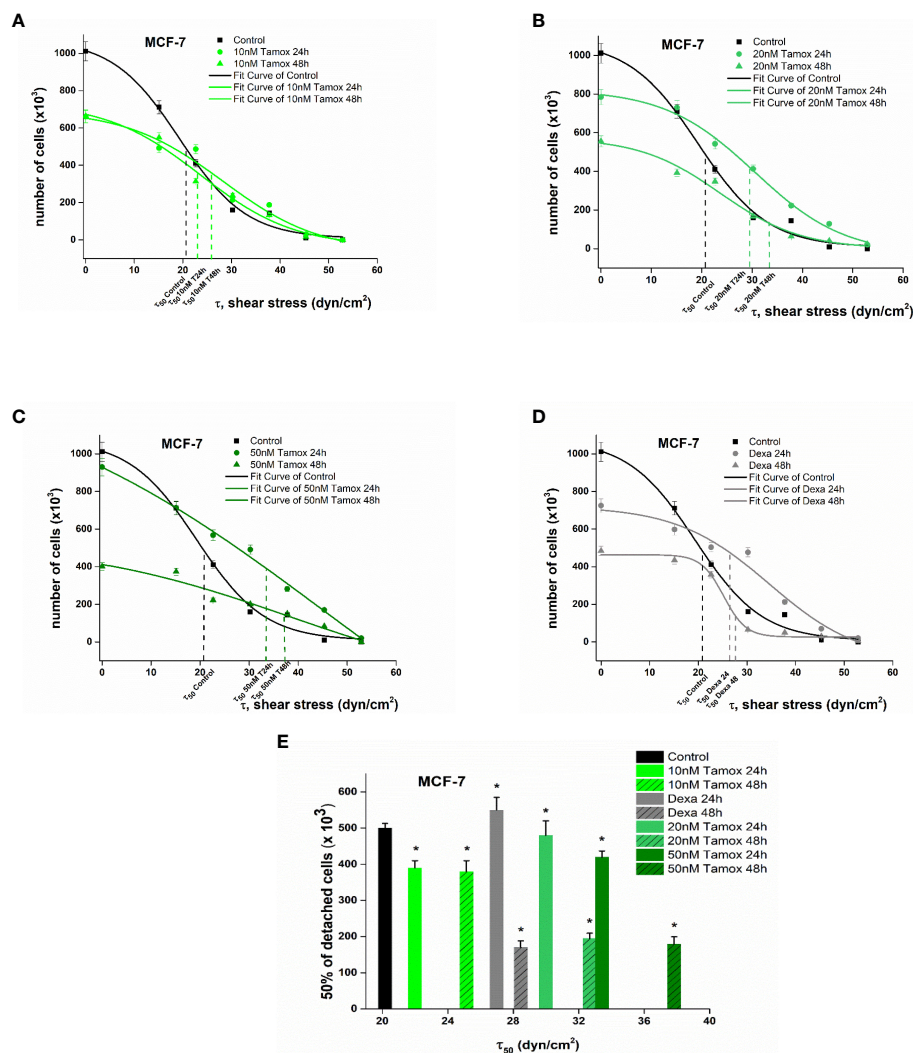 A
MCF-7
Control
10nM Tamox 24h
10nM Tamox 48h
Fit Curve of Control
Fit Curve of 10nM Tamox 24h
Fit Curve of 10nM Tamox 48h
number of cells (x10³)
1000
800
600
400
200
0
0 10 20 30 40 50 60
τ50 Control
τ50 10nM T24h
τ50 10nM T48h
τ, shear stress (dyn/cm²)
B
MCF-7
Control
20nM Tamox 24h
20nM Tamox 48h
Fit Curve of Control
Fit Curve of 20nM Tamox 24h
Fit Curve of 20nM Tamox 48h
number of cells (x10³)
1000
800
600
400
200
0
0 10 20 30 40 50 60
τ50 Control
τ50 20nM T24h
τ50 20nM T48h
τ, shear stress (dyn/cm²)
C
MCF-7
Control
50nM Tamox 24h
50nM Tamox 48h
Fit Curve of Control
Fit Curve of 50nM Tamox 24h
Fit Curve of 50nM Tamox 48h
number of cells (x10³)
1000
800
600
400
200
0
0 10 20 30 40 50 60
τ50 Control
τ50 50nM T24h
τ50 50nM T48h
τ, shear stress (dyn/cm²)
D
MCF-7
Control
Dexa 24h
Dexa 48h
Fit Curve of Control
Fit Curve of Dexa 24h
Fit Curve of Dexa 48h
number of cells (x10³)
1000
800
600
400
200
0
0 10 20 30 40 50 60
τ50 Control
τ50 Dexa 24
τ50 Dexa 48
τ, shear stress (dyn/cm²)
E
MCF-7
Control
10nM Tamox 24h
10nM Tamox 48h
Dexa 24h
Dexa 48h
20nM Tamox 24h
20nM Tamox 48h
50nM Tamox 24h
50nM Tamox 48h
50% of detached cells (x 10³)
600
500
400
300
200
100
0
* * * * * * * *
20 24 28 32 36 40
τ50 (dyn/cm²)